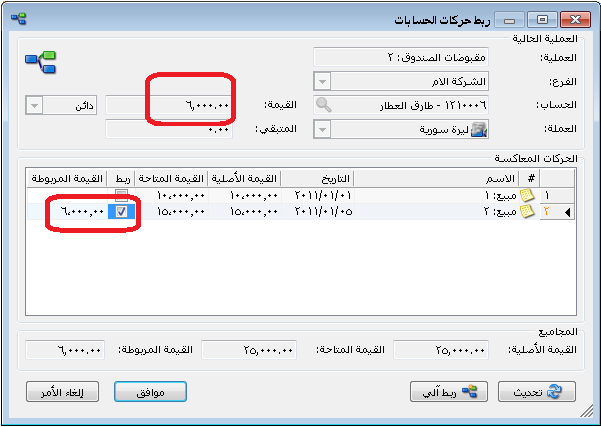 ربط حركات الحسابات
العملية الحالية
العملية: مقبوضات الصندوق: ٢
الفرع: الشركة الام
الحساب: ١٢١٠٠٠٦ - طارق العطار القيمة: ٦,٠٠٠.٠٠ دائن
العملة: ليرة سورية المتبقي: ٠.٠٠
الحركات المعاكسة
# الاسم التاريخ القيمة الأصلية القيمة المتاحة ربط القيمة المربوطة
١ مبيع: ١ ٢٠١١/٠١/٠١ ١٠,٠٠٠,٠٠ ١٠,٠٠٠,٠٠
٢ مبيع: ٢ ٢٠١١/٠١/٠٥ ١٥,٠٠٠,٠٠ ١٥,٠٠٠,٠٠ ٦,٠٠٠,٠٠
المجاميع
القيمة الأصلية: ٢٥,٠٠٠.٠٠ القيمة المتاحة: ٢٥,٠٠٠.٠٠ القيمة المربوطة: ٦,٠٠٠.٠٠
تحديث ربط آلي موافق إلغاء الأمر